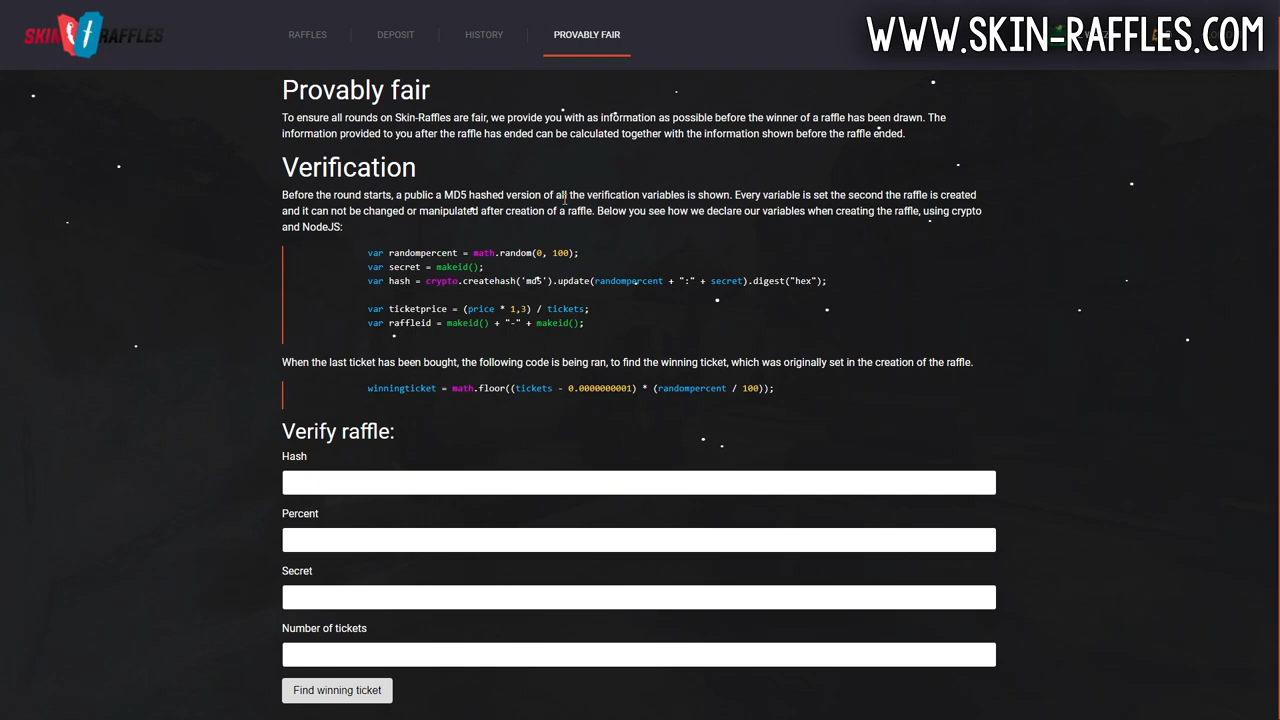 SKIN RAFFLES
RAFFLES
DEPOSIT
HISTORY
PROVABLY FAIR
WWW.SKIN-RAFFLES.COM
Provably fair
To ensure all rounds on Skin-Raffles are fair, we provide you with as information as possible before the winner of a raffle has been drawn. The
information provided to you after the raffle has ended can be calculated together with the information shown before the raffle ended.
Verification
Before the round starts, a public a MD5 hashed version of all the verification variables is shown. Every variable is set the second the raffle is created
and it can not be changed or manipulated after creation of a raffle. Below you see how we declare our variables when creating the raffle, using crypto
and NodeJS:
var randompercent = math.random(0, 100);
var secret = makeid();
var hash = crypto.createhash('md5').update(randompercent + ":" + secret).digest("hex");
var ticketprice = (price * 1,3) / tickets;
var raffleid = makeid() + "-" + makeid();
When the last ticket has been bought, the following code is being ran, to find the winning ticket, which was originally set in the creation of the raffle.
winningticket = math.floor((tickets - 0.0000000001) * (randompercent / 100));
Verify raffle:
Hash
Percent
Secret
Number of tickets
Find winning ticket